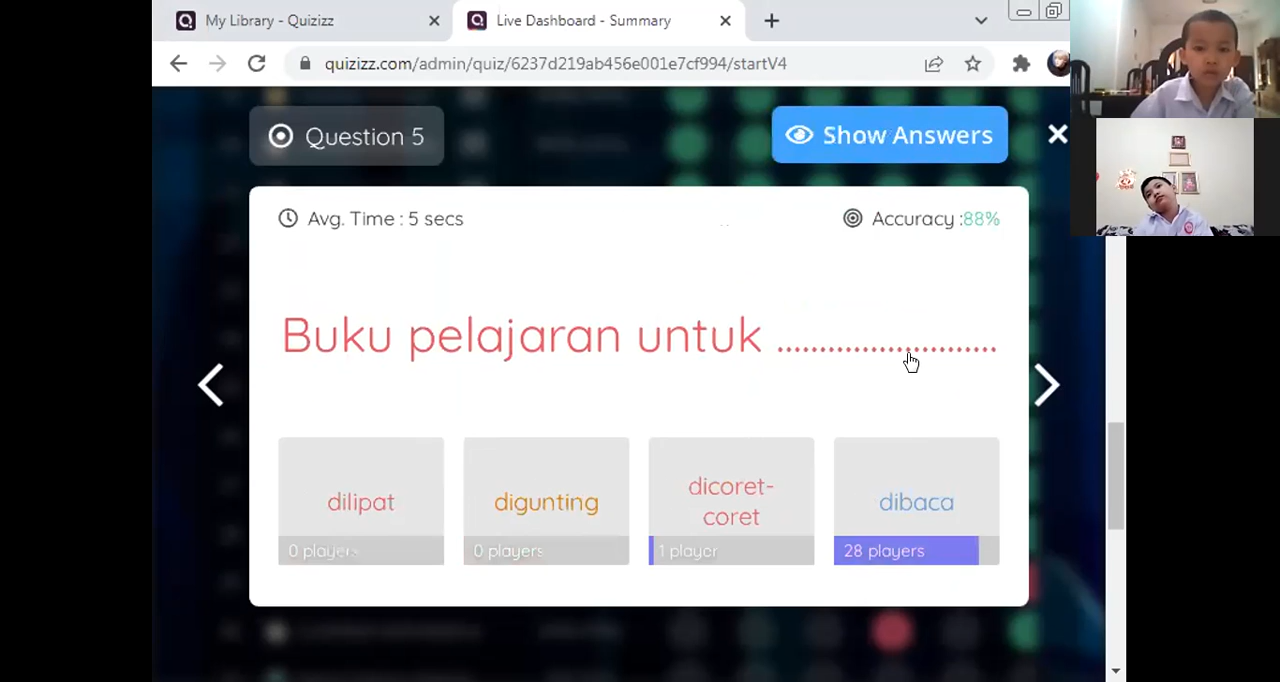 My Library - Quizizz
Live Dashboard - Summary
quizizz.com/admin/quiz/6237d219ab456e001e7cf994/startV4
Question 5
Show Answers
Avg. Time : 5 secs
Accuracy :88%
Buku pelajaran untuk ..........................
dilipat
digunting
dicoret-
coret
dibaca
0 players
0 players
1 player
28 players